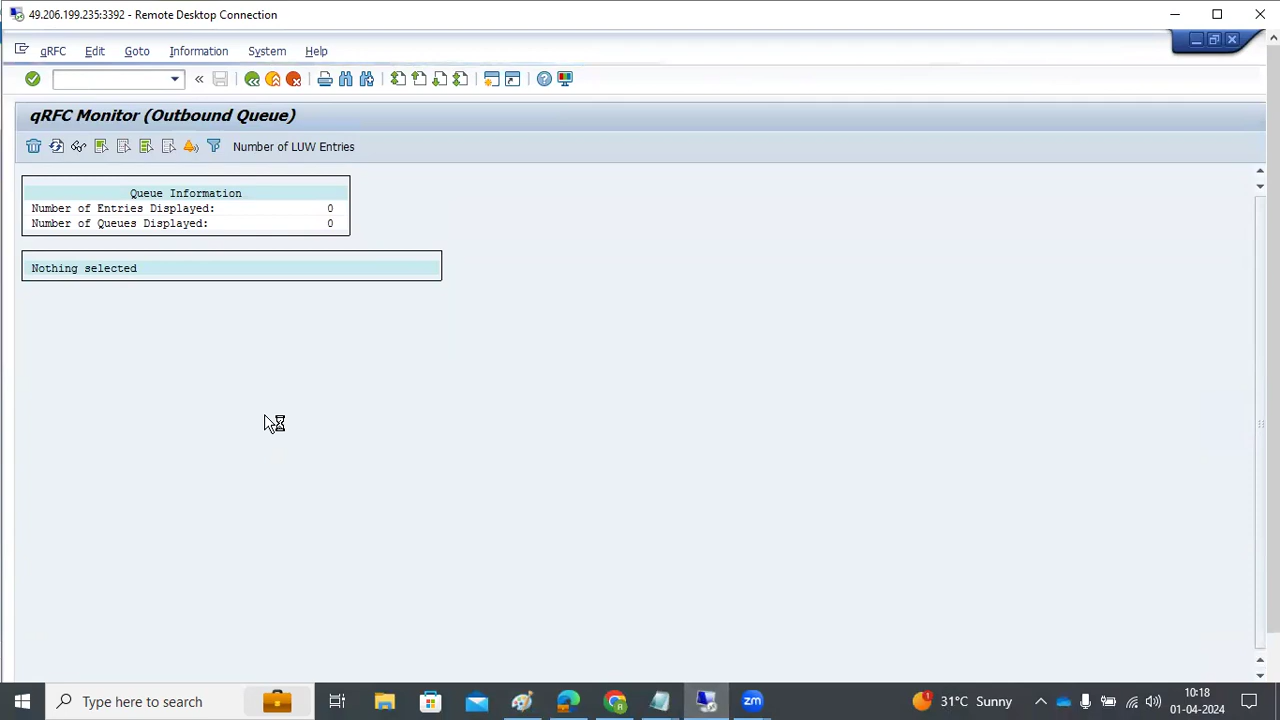 49.206.199.235:3392 - Remote Desktop Connection
qRFC Edit Goto Information System Help
qRFC Monitor (Outbound Queue)
Number of LUW Entries
Queue Information
Number of Entries Displayed: 0
Number of Queues Displayed: 0
Nothing selected
Type here to search
zm
1
31°C Sunny
10:18
01-04-2024